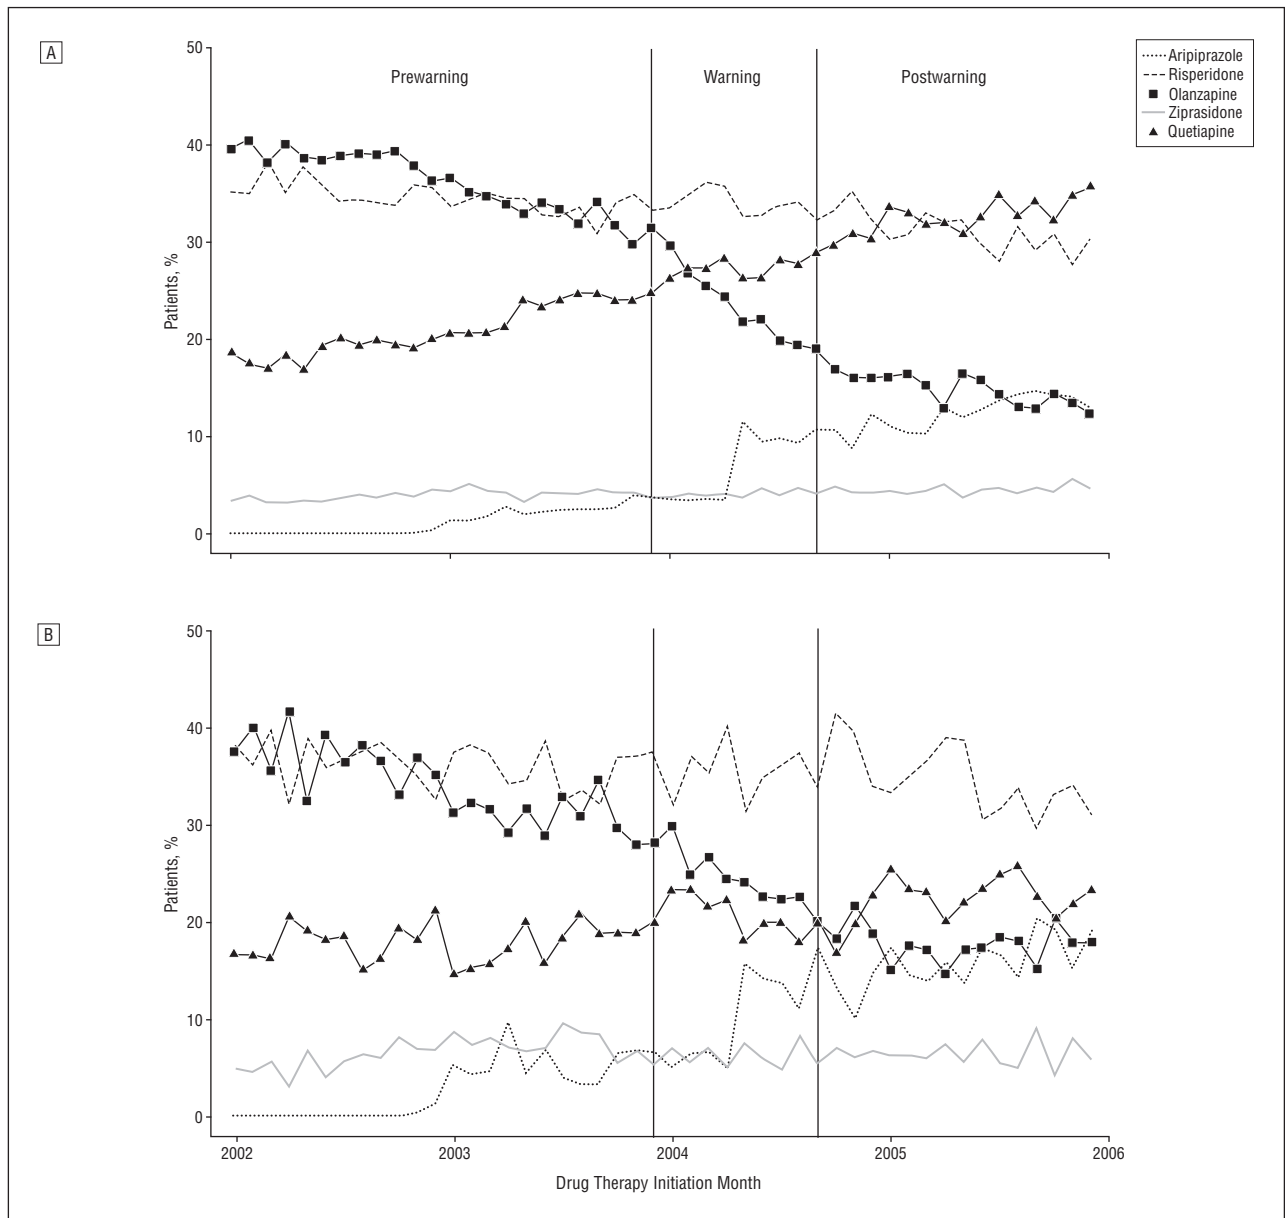 A
50
40
30
20
10
0
Patients, %
Prewarning
Warning
Postwarning
Aripiprazole
Risperidone
Olanzapine
Ziprasidone
Quetiapine
B
50
40
30
20
10
0
Patients, %
2002
2003
2004
2005
2006
Drug Therapy Initiation Month